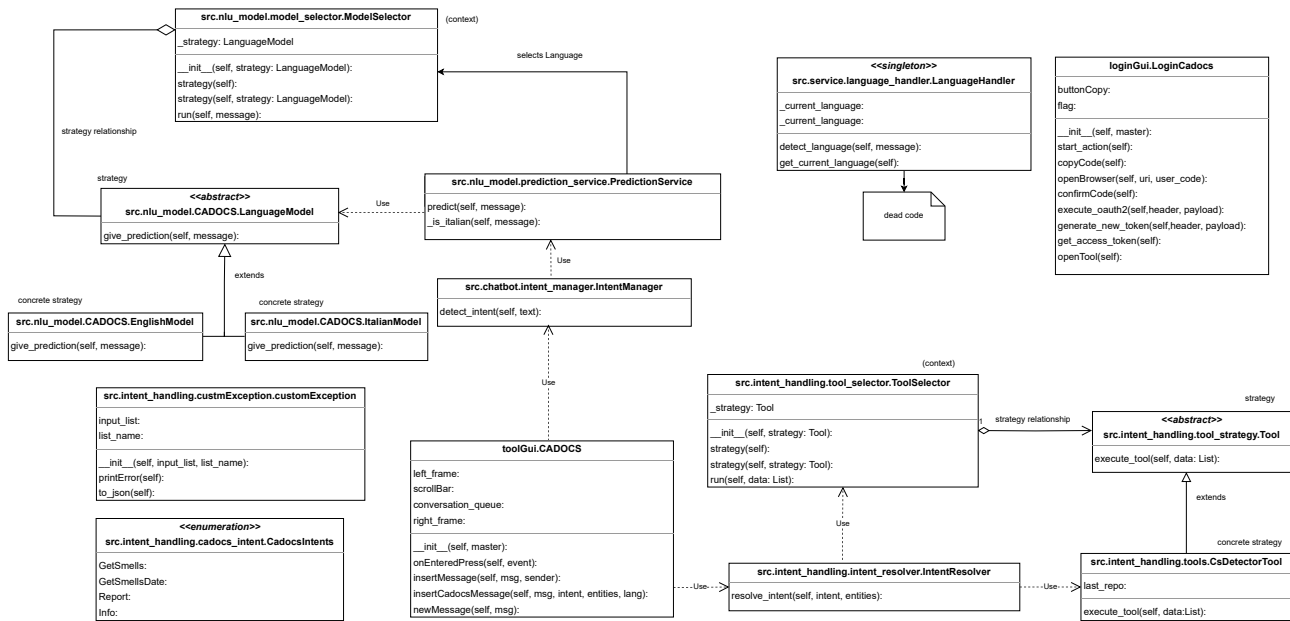 src.nlu_model.model_selector.ModelSelector
(context)
_strategy: LanguageModel
__init__(self, strategy: LanguageModel):
strategy(self):
strategy(self, strategy: LanguageModel):
run(self, message):
selects Language
strategy relationship
<<singleton>>
src.service.language_handler.LanguageHandler
_current_language:
_current_language:
detect_language(self, message):
get_current_language(self):
dead code
loginGui.LoginCadocs
buttonCopy:
flag:
__init__(self, master):
start_action(self):
copyCode(self):
openBrowser(self, uri, user_code):
confirmCode(self):
execute_oauth2(self,header, payload):
generate_new_token(self,header, payload):
get_access_token(self):
openTool(self):
strategy
<<abstract>>
src.nlu_model.CADOCS.LanguageModel
give_prediction(self, message):
Use
src.nlu_model.prediction_service.PredictionService
predict(self, message):
_is_italian(self, message):
Use
extends
src.chatbot.intent_manager.IntentManager
detect_intent(self, text):
concrete strategy
src.nlu_model.CADOCS.EnglishModel
give_prediction(self, message):
concrete strategy
src.nlu_model.CADOCS.ItalianModel
give_prediction(self, message):
Use
src.intent_handling.custmException.customException
input_list:
list_name:
__init__(self, input_list, list_name):
printError(self):
to_json(self):
<<enumeration>>
src.intent_handling.cadocs_intent.CadocsIntents
GetSmells:
GetSmellsDate:
Report:
Info:
toolGui.CADOCS
left_frame:
scrollBar:
conversation_queue:
right_frame:
__init__(self, master):
onEnteredPress(self, event):
insertMessage(self, msg, sender):
insertCadocsMessage(self, msg, intent, entities, lang):
newMessage(self, msg):
Use
(context)
src.intent_handling.tool_selector.ToolSelector
_strategy: Tool
__init__(self, strategy: Tool):
strategy(self):
strategy(self, strategy: Tool):
run(self, data: List):
1
strategy relationship
strategy
<<abstract>>
src.intent_handling.tool_strategy.Tool
execute_tool(self, data: List):
extends
Use
src.intent_handling.intent_resolver.IntentResolver
resolve_intent(self, intent, entities):
Use
concrete strategy
src.intent_handling.tools.CsDetectorTool
last_repo:
execute_tool(self, data:List):